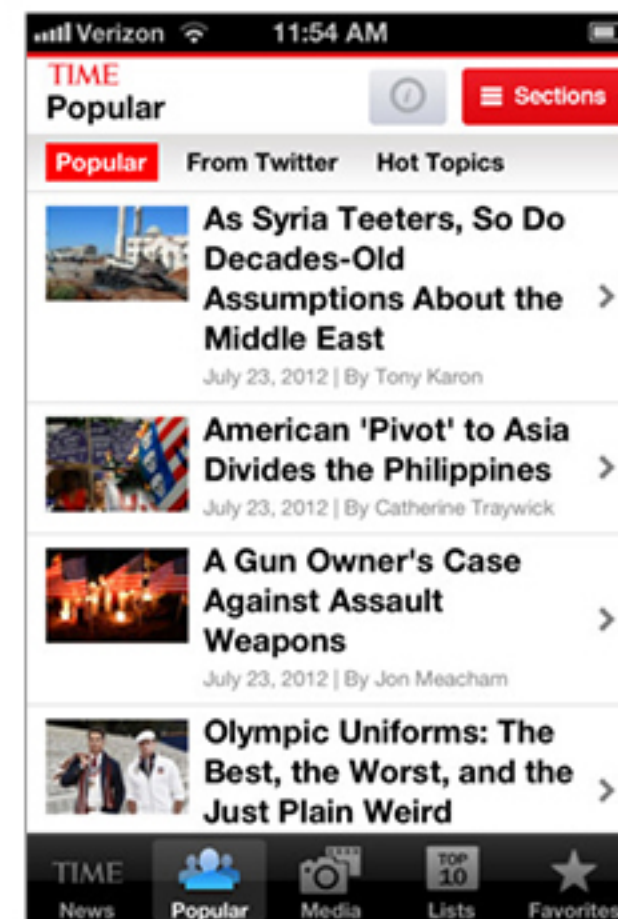 Verizon 11:54 AM
TIME
Popular
Sections
Popular From Twitter Hot Topics
As Syria Teeters, So Do
Decades-Old
Assumptions About the
Middle East
July 23, 2012 | By Tony Karon
American 'Pivot' to Asia
Divides the Philippines
July 23, 2012 | By Catherine Traywick
A Gun Owner's Case
Against Assault
Weapons
July 23, 2012 | By Jon Meacham
Olympic Uniforms: The
Best, the Worst, and the
Just Plain Weird
TIME TOP
10
News Popular Media Lists Favorites